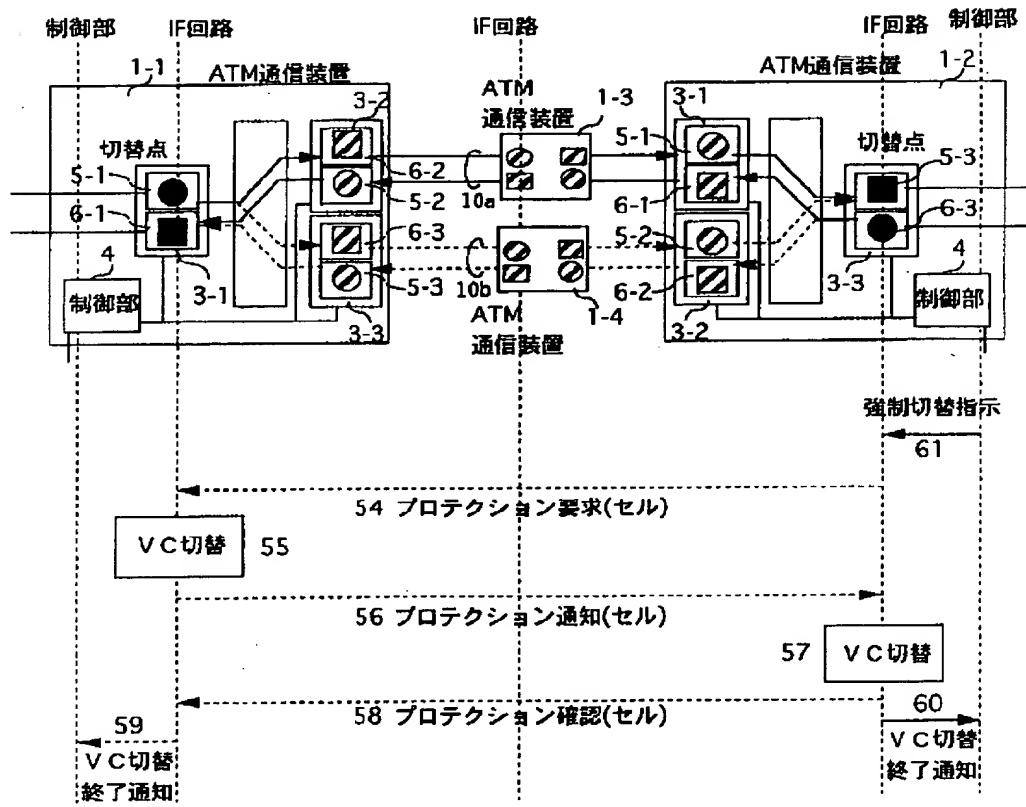 制御部 IF回路 IF回路 IF回路 制御部
1-1 ATM通信装置 ATM通信装置 1-2
ATM
通信装置 1-3
3-2 3-1
切替点 5-1 切替点
5-1 6-2 5-3
6-1 5-2 10a 6-1 6-3
6-3 5-2
4 3-1 5-3 10b 6-2 3-3 4
制御部 制御部
3-3 1-4 3-2
ATM
通信装置
強制切替指示
61
54 プロテクション要求(セル)
VC切替 55
56 プロテクション通知(セル)
57 VC切替
58 プロテクション確認(セル)
59 60
VC切替 VC切替
終了通知 終了通知